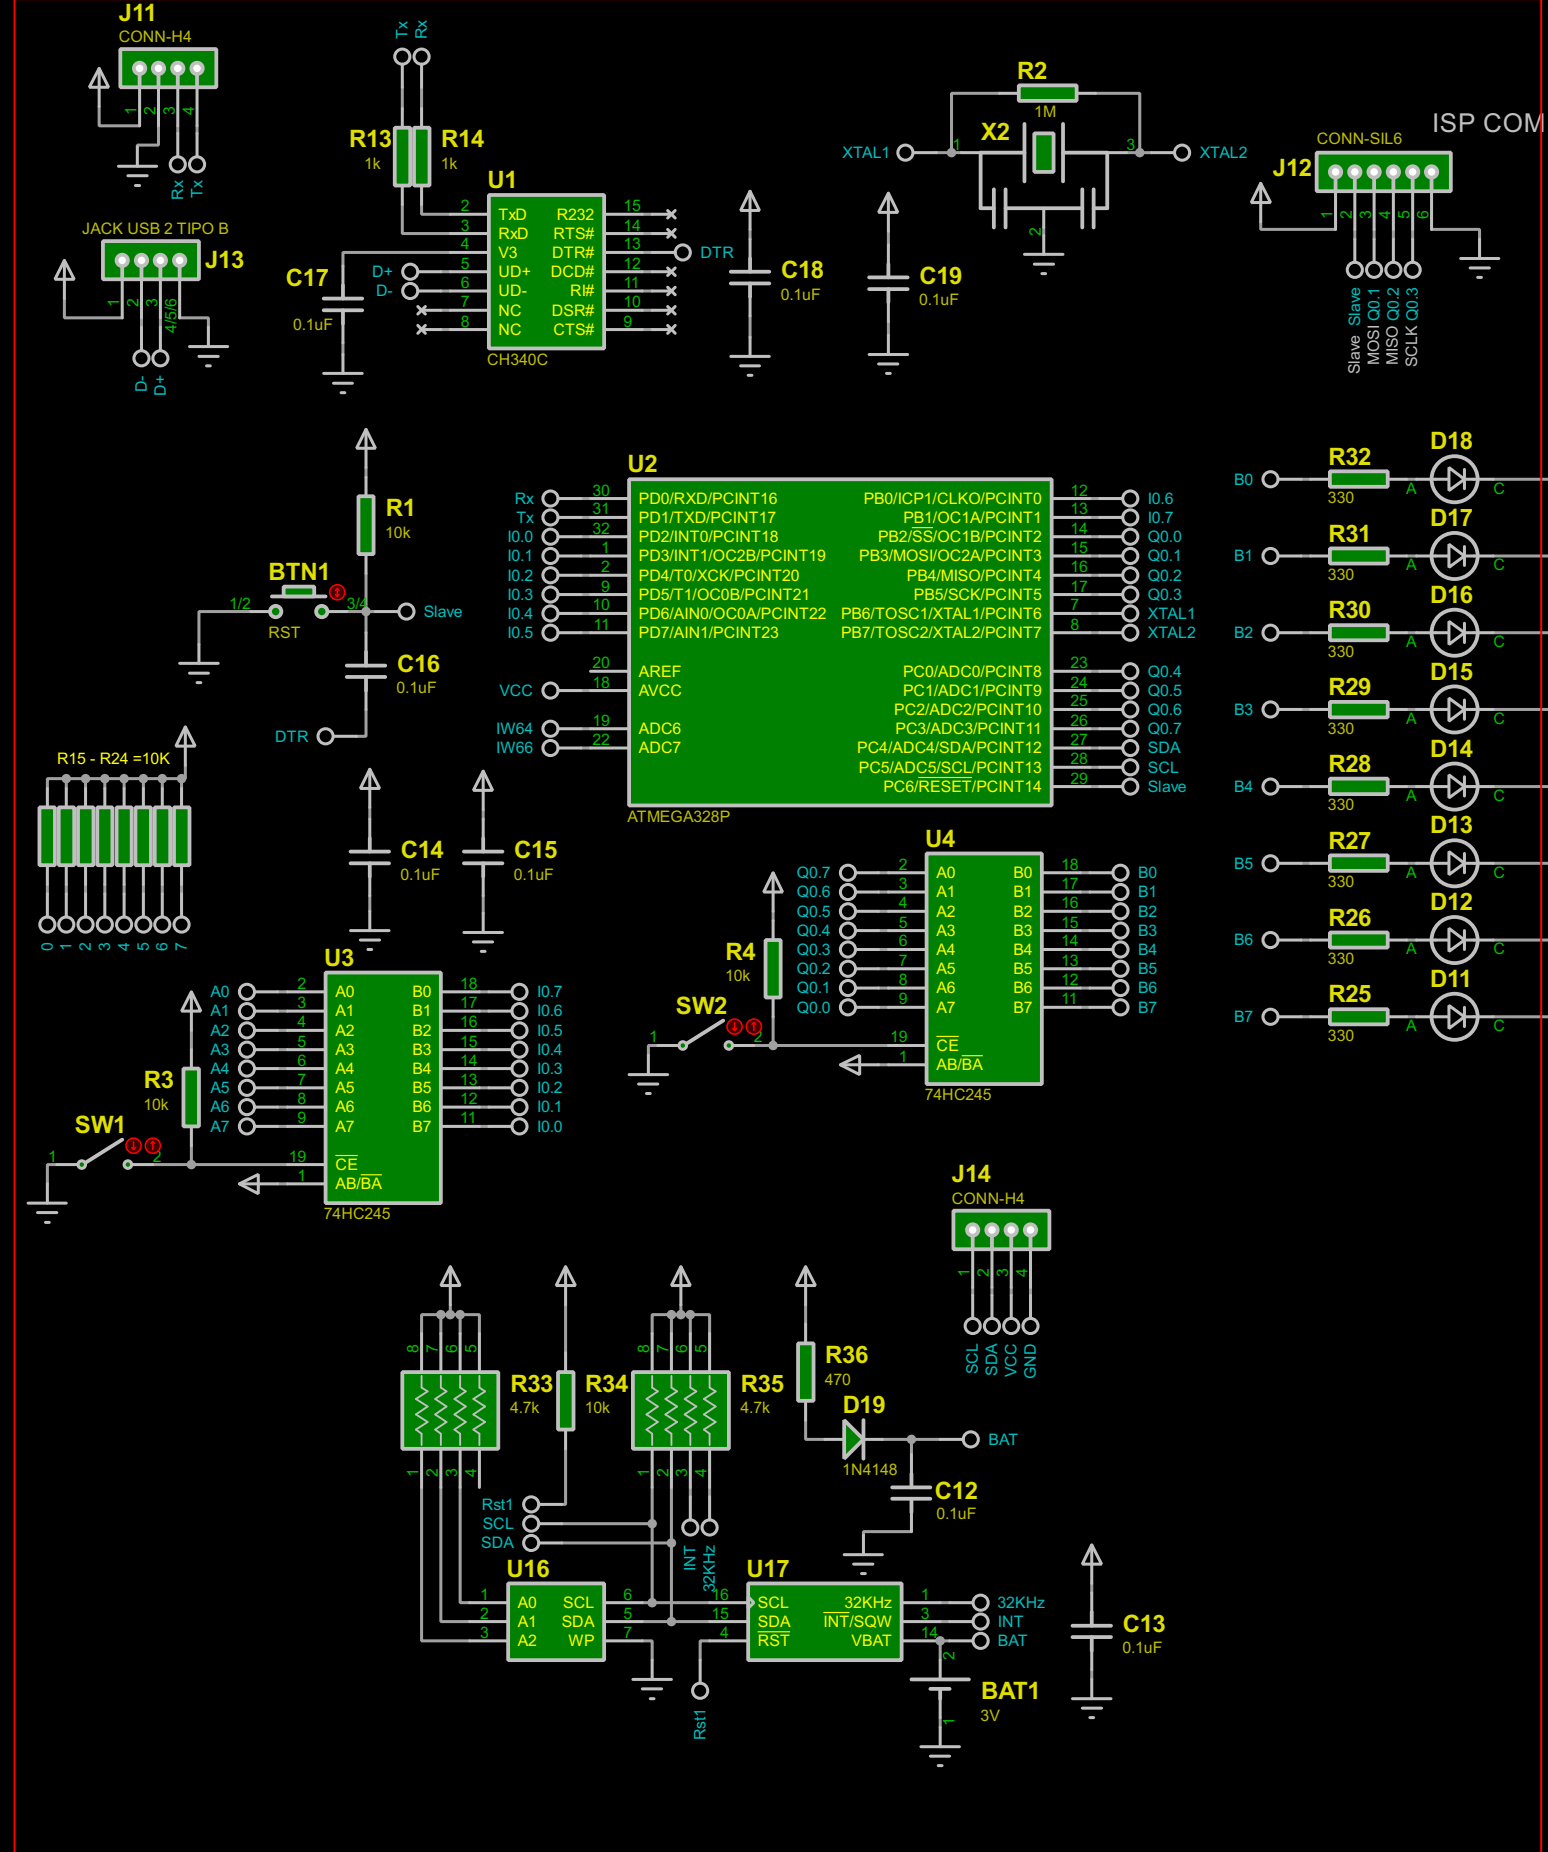 J11
CONN-H4
1 2 3 4
Rx Tx
JACK USB 2 TIPO B
J13
1 2 3 4/5/6
D- D+
Tx Rx
R13 1k
R14 1k
U1
2 TxD R232 15
3 RxD RTS# 14
4 V3 DTR# 13 DTR
D+ 5 UD+ DCD# 12
D- 6 UD- RI# 11
7 NC DSR# 10
8 NC CTS# 9
CH340C
C17
0.1uF
C18
0.1uF
C19
0.1uF
R2
1M
X2
XTAL1 1 3 XTAL2
2
ISP COM
CONN-SIL6
J12
1 2 3 4 5 6
Slave Q0.1 Q0.2 Q0.3
Slave Slave MOSI MISO SCLK
R1
10k
BTN1
1/2 3/4 Slave
RST
C16
0.1uF
DTR
U2
Rx 30 PD0/RXD/PCINT16 PB0/ICP1/CLKO/PCINT0 12 I0.6
Tx 31 PD1/TXD/PCINT17 PB1/OC1A/PCINT1 13 I0.7
I0.0 32 PD2/INT0/PCINT18 PB2/SS/OC1B/PCINT2 14 Q0.0
I0.1 1 PD3/INT1/OC2B/PCINT19 PB3/MOSI/OC2A/PCINT3 15 Q0.1
I0.2 2 PD4/T0/XCK/PCINT20 PB4/MISO/PCINT4 16 Q0.2
I0.3 9 PD5/T1/OC0B/PCINT21 PB5/SCK/PCINT5 17 Q0.3
I0.4 10 PD6/AIN0/OC0A/PCINT22 PB6/TOSC1/XTAL1/PCINT6 7 XTAL1
I0.5 11 PD7/AIN1/PCINT23 PB7/TOSC2/XTAL2/PCINT7 8 XTAL2
20 AREF PC0/ADC0/PCINT8 23 Q0.4
VCC 18 AVCC PC1/ADC1/PCINT9 24 Q0.5
PC2/ADC2/PCINT10 25 Q0.6
IW64 19 ADC6 PC3/ADC3/PCINT11 26 Q0.7
IW66 22 ADC7 PC4/ADC4/SDA/PCINT12 27 SDA
PC5/ADC5/SCL/PCINT13 28 SCL
PC6/RESET/PCINT14 29 Slave
ATMEGA328P
B0 R32 330 A D18 C
B1 R31 330 A D17 C
B2 R30 330 A D16 C
B3 R29 330 A D15 C
B4 R28 330 A D14 C
B5 R27 330 A D13 C
B6 R26 330 A D12 C
B7 R25 330 A D11 C
R15 - R24 =10K
0 1 2 3 4 5 6 7
C14
0.1uF
C15
0.1uF
U3
A0 2 A0 B0 18 I0.7
A1 3 A1 B1 17 I0.6
A2 4 A2 B2 16 I0.5
A3 5 A3 B3 15 I0.4
A4 6 A4 B4 14 I0.3
A5 7 A5 B5 13 I0.2
A6 8 A6 B6 12 I0.1
A7 9 A7 B7 11 I0.0
19 CE
1 AB/BA
74HC245
R3
10k
SW1
1 2
U4
Q0.7 2 A0 B0 18 B0
Q0.6 3 A1 B1 17 B1
Q0.5 4 A2 B2 16 B2
Q0.4 5 A3 B3 15 B3
Q0.3 6 A4 B4 14 B4
Q0.2 7 A5 B5 13 B5
Q0.1 8 A6 B6 12 B6
Q0.0 9 A7 B7 11 B7
19 CE
1 AB/BA
74HC245
R4
10k
SW2
1 2
J14
CONN-H4
1 2 3 4
SCL SDA VCC GND
8 7 6 5
R33
4.7k
1 2 3 4
R34
10k
8 7 6 5
R35
4.7k
1 2 3 4
INT 32KHz
R36
470
D19
1N4148
BAT
C12
0.1uF
Rst1
SCL
SDA
U16
1 A0 SCL 6
2 A1 SDA 5
3 A2 WP 7
U17
16 SCL 32KHz 1 32KHz
15 SDA INT/SQW 3 INT
4 RST VBAT 14 BAT
Rst1
2
BAT1
3V
1
C13
0.1uF